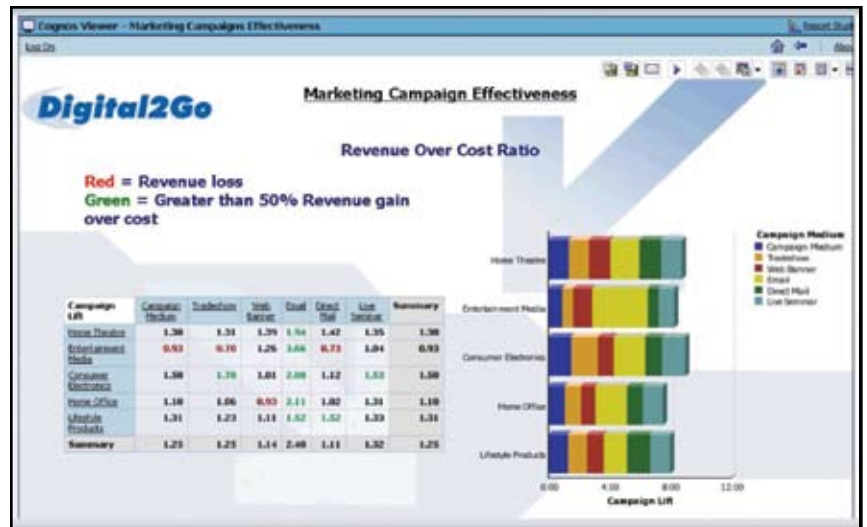 Cognos Viewer - Marketing Campaigns Effectiveness
Report Stud
Log On
Abou
Digital2Go
Marketing Campaign Effectiveness
Revenue Over Cost Ratio
Red = Revenue loss
Green = Greater than 50% Revenue gain
over cost
Campaign Lift
Campaign Medium
Tradeshow
Web Banner
Email
Direct Mail
Live Seminar
Summary
Home Theatre 1.38 1.31 1.39 1.94 1.42 1.35 1.38
Entertainment Media 0.93 0.70 1.26 3.66 0.73 1.04 0.93
Consumer Electronics 1.50 1.78 1.01 2.08 1.12 1.53 1.50
Home Office 1.10 1.06 0.93 2.11 1.02 1.31 1.10
Lifestyle Products 1.31 1.23 1.11 1.52 1.52 1.33 1.31
Summary 1.25 1.25 1.14 2.40 1.11 1.32 1.25
Home Theatre
Entertainment Media
Consumer Electronics
Home Office
Lifestyle Products
0.00 4.00 8.00 12.00
Campaign Lift
Campaign Medium
Campaign Medium
Tradeshow
Web Banner
Email
Direct Mail
Live Seminar